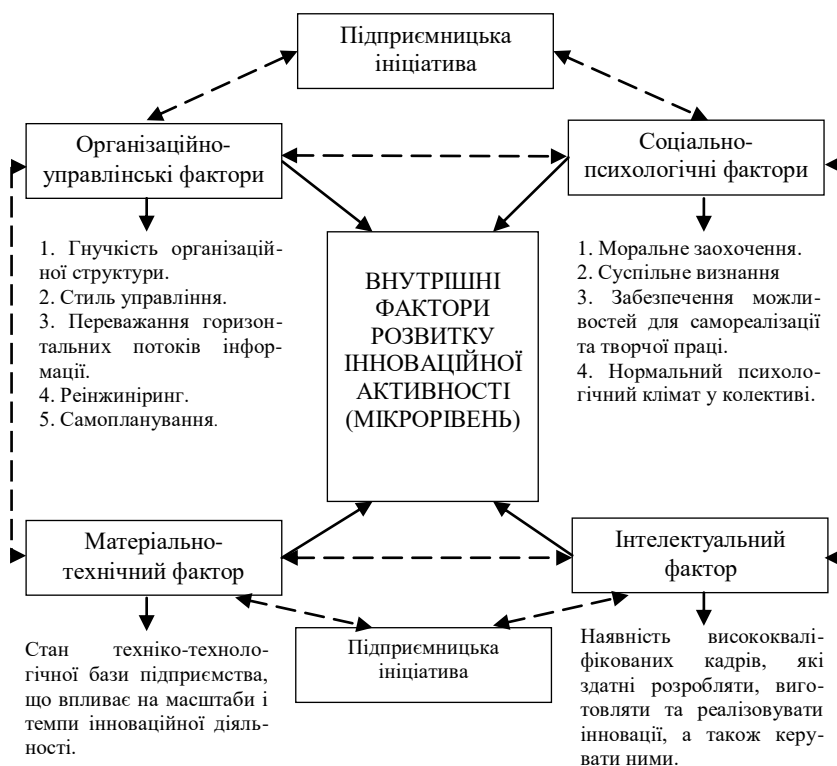 Підприємницька
ініціатива
Організаційно-
управлінські фактори
Соціально-
психологічні фактори
1. Гнучкість організацій-
ної структури.
2. Стиль управління.
3. Переважання горизон-
тальних потоків інфор-
мації.
4. Реінжиніринг.
5. Самопланування.
ВНУТРІШНІ
ФАКТОРИ
РОЗВИТКУ
ІННОВАЦІЙНОЇ
АКТИВНОСТІ
(МІКРОРІВЕНЬ)
1. Моральне заохочення.
2. Суспільне визнання
3. Забезпечення можли-
востей для самореалізації
та творчої праці.
4. Нормальний психоло-
гічний клімат у колективі.
Матеріально-
технічний фактор
Інтелектуальний
фактор
Підприємницька
ініціатива
Стан техніко-техноло-
гічної бази підприємства,
що впливає на масштаби і
темпи інноваційної діяль-
ності.
Наявність висококвалі-
фікованих кадрів, які
здатні розробляти, виго-
товляти та реалізовувати
інновації, а також керу-
вати ними.